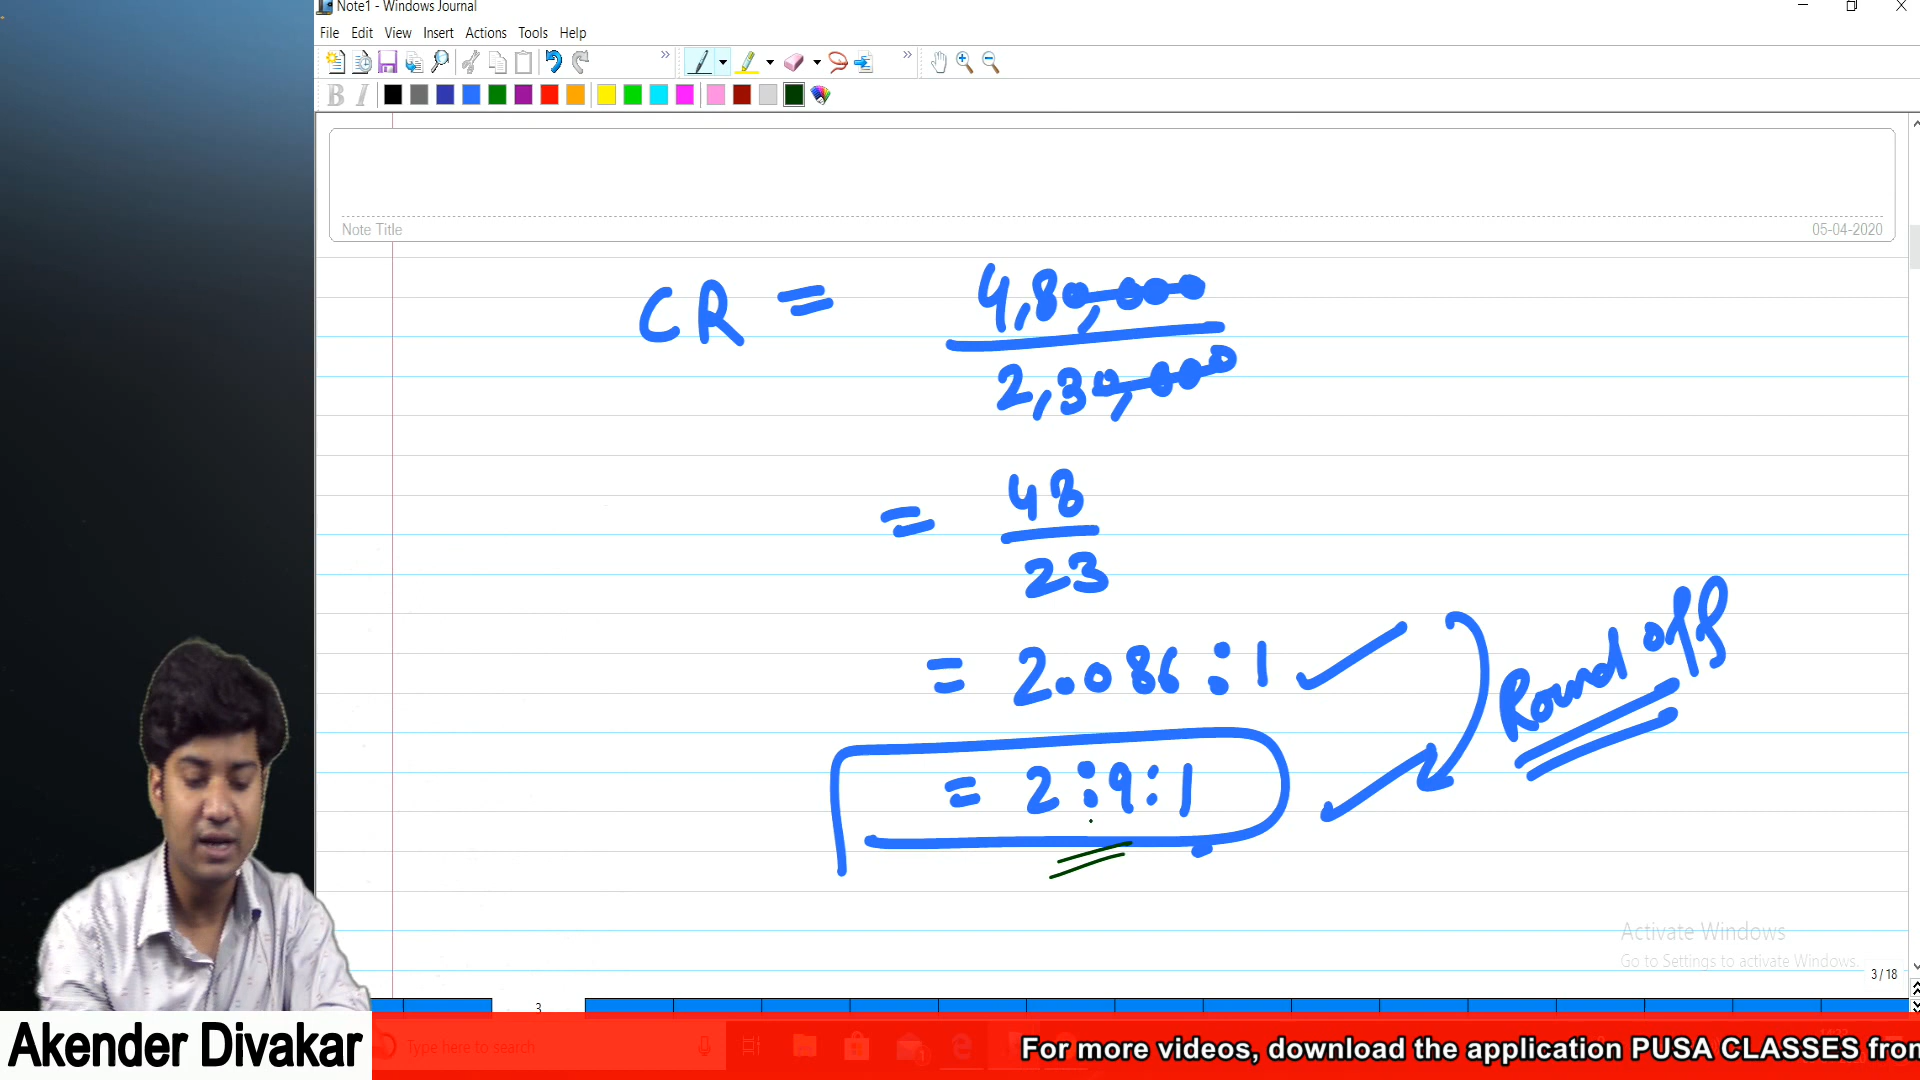 Note1 - Windows Journal
File Edit View Insert Actions Tools Help
B I
Note Title
05-04-2020
CR = 4,80,000
2,30,000
= 48
23
= 2.086 : 1
Round off
= 2:9:1
Activate Windows
Go to Settings to activate Windows.
3 / 18
3
Akender Divakar
Type here to search
For more videos, download the application PUSA CLASSES from